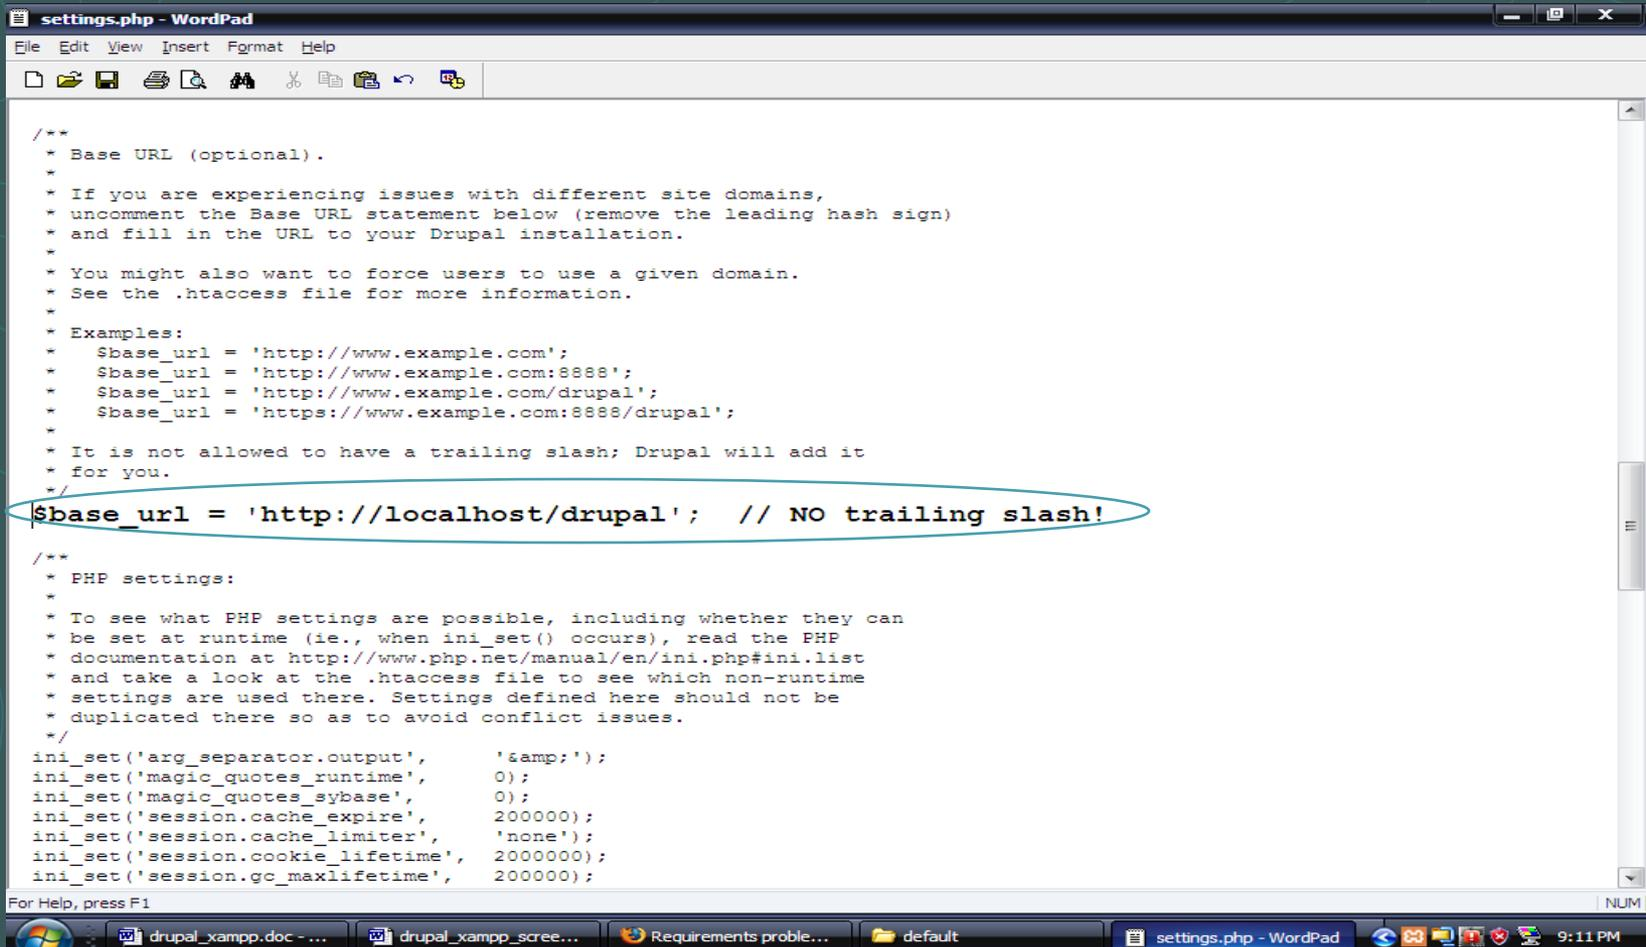 settings.php - WordPad
File Edit View Insert Format Help
/**
* Base URL (optional).
*
* If you are experiencing issues with different site domains,
* uncomment the Base URL statement below (remove the leading hash sign)
* and fill in the URL to your Drupal installation.
*
* You might also want to force users to use a given domain.
* See the .htaccess file for more information.
*
* Examples:
*   $base_url = 'http://www.example.com';
*   $base_url = 'http://www.example.com:8888';
*   $base_url = 'http://www.example.com/drupal';
*   $base_url = 'https://www.example.com:8888/drupal';
*
* It is not allowed to have a trailing slash; Drupal will add it
* for you.
*/
$base_url = 'http://localhost/drupal';  // NO trailing slash!
/**
* PHP settings:
*
* To see what PHP settings are possible, including whether they can
* be set at runtime (ie., when ini_set() occurs), read the PHP
* documentation at http://www.php.net/manual/en/ini.php#ini.list
* and take a look at the .htaccess file to see which non-runtime
* settings are used there. Settings defined here should not be
* duplicated there so as to avoid conflict issues.
*/
ini_set('arg_separator.output',     '&amp;');
ini_set('magic_quotes_runtime',     0);
ini_set('magic_quotes_sybase',      0);
ini_set('session.cache_expire',     200000);
ini_set('session.cache_limiter',    'none');
ini_set('session.cookie_lifetime',  2000000);
ini_set('session.gc_maxlifetime',   200000);
For Help, press F1 NUM
drupal_xampp.doc - ... drupal_xampp_scree... Requirements proble... default settings.php - WordPad 9:11 PM